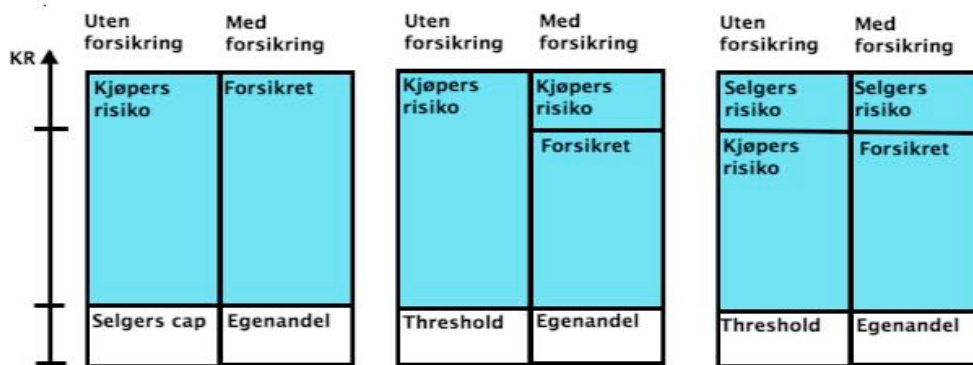 Uten forsikring
Med forsikring
KR
Kjøpers risiko
Forsikret
Selgers cap
Egenandel
Uten forsikring
Med forsikring
Kjøpers risiko
Kjøpers risiko
Forsikret
Threshold
Egenandel
Uten forsikring
Med forsikring
Selgers risiko
Selgers risiko
Kjøpers risiko
Forsikret
Threshold
Egenandel